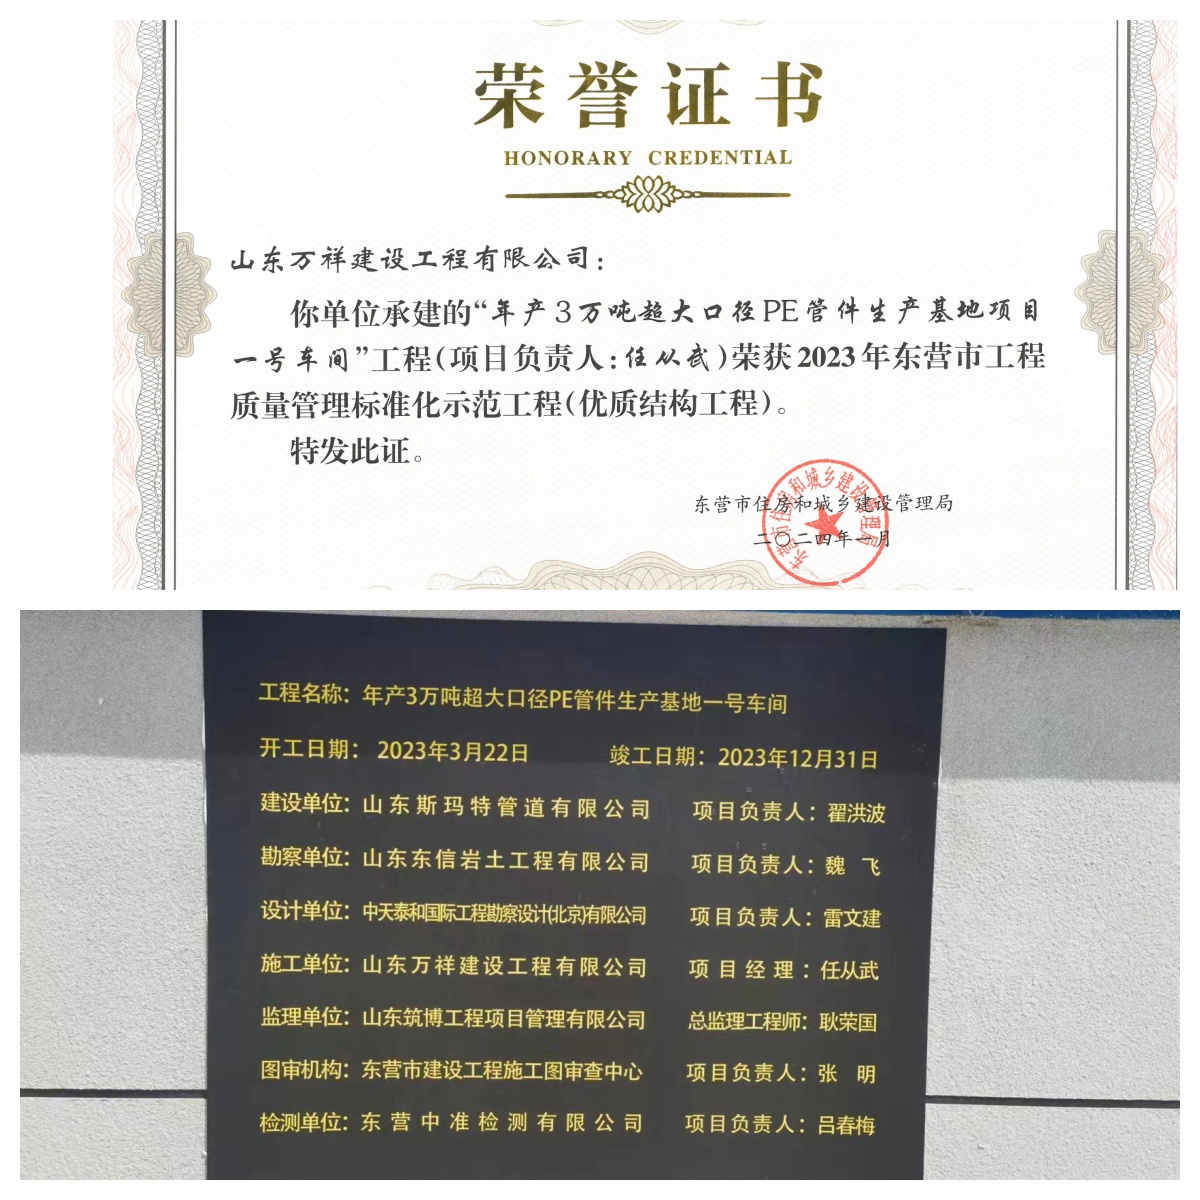 荣誉证书
HONORARY CREDENTIAL
山东万祥建设工程有限公司：
你单位承建的“年产3万吨超大口径PE管件生产基地项目
一号车间”工程(项目负责人:任从武)荣获2023年东营市工程
质量管理标准化示范工程(优质结构工程)。
特发此证。
东营市住房和城乡建设管理局
东营市住房和城乡建设管理局
二〇二四年一月
工程名称：年产3万吨超大口径PE管件生产基地一号车间
开工日期： 2023年3月22日 竣工日期：2023年12月31日
建设单位：山东斯玛特管道有限公司 项目负责人：翟洪波
勘察单位：山东东信岩土工程有限公司 项目负责人：魏 飞
设计单位：中天泰和国际工程勘察设计(北京)有限公司 项目负责人：雷文建
施工单位：山东万祥建设工程有限公司 项目经理：任从武
监理单位：山东筑博工程项目管理有限公司 总监理工程师：耿荣国
图审机构：东营市建设工程施工图审查中心 项目负责人：张 明
检测单位：东营中准检测有限公司 项目负责人：吕春梅